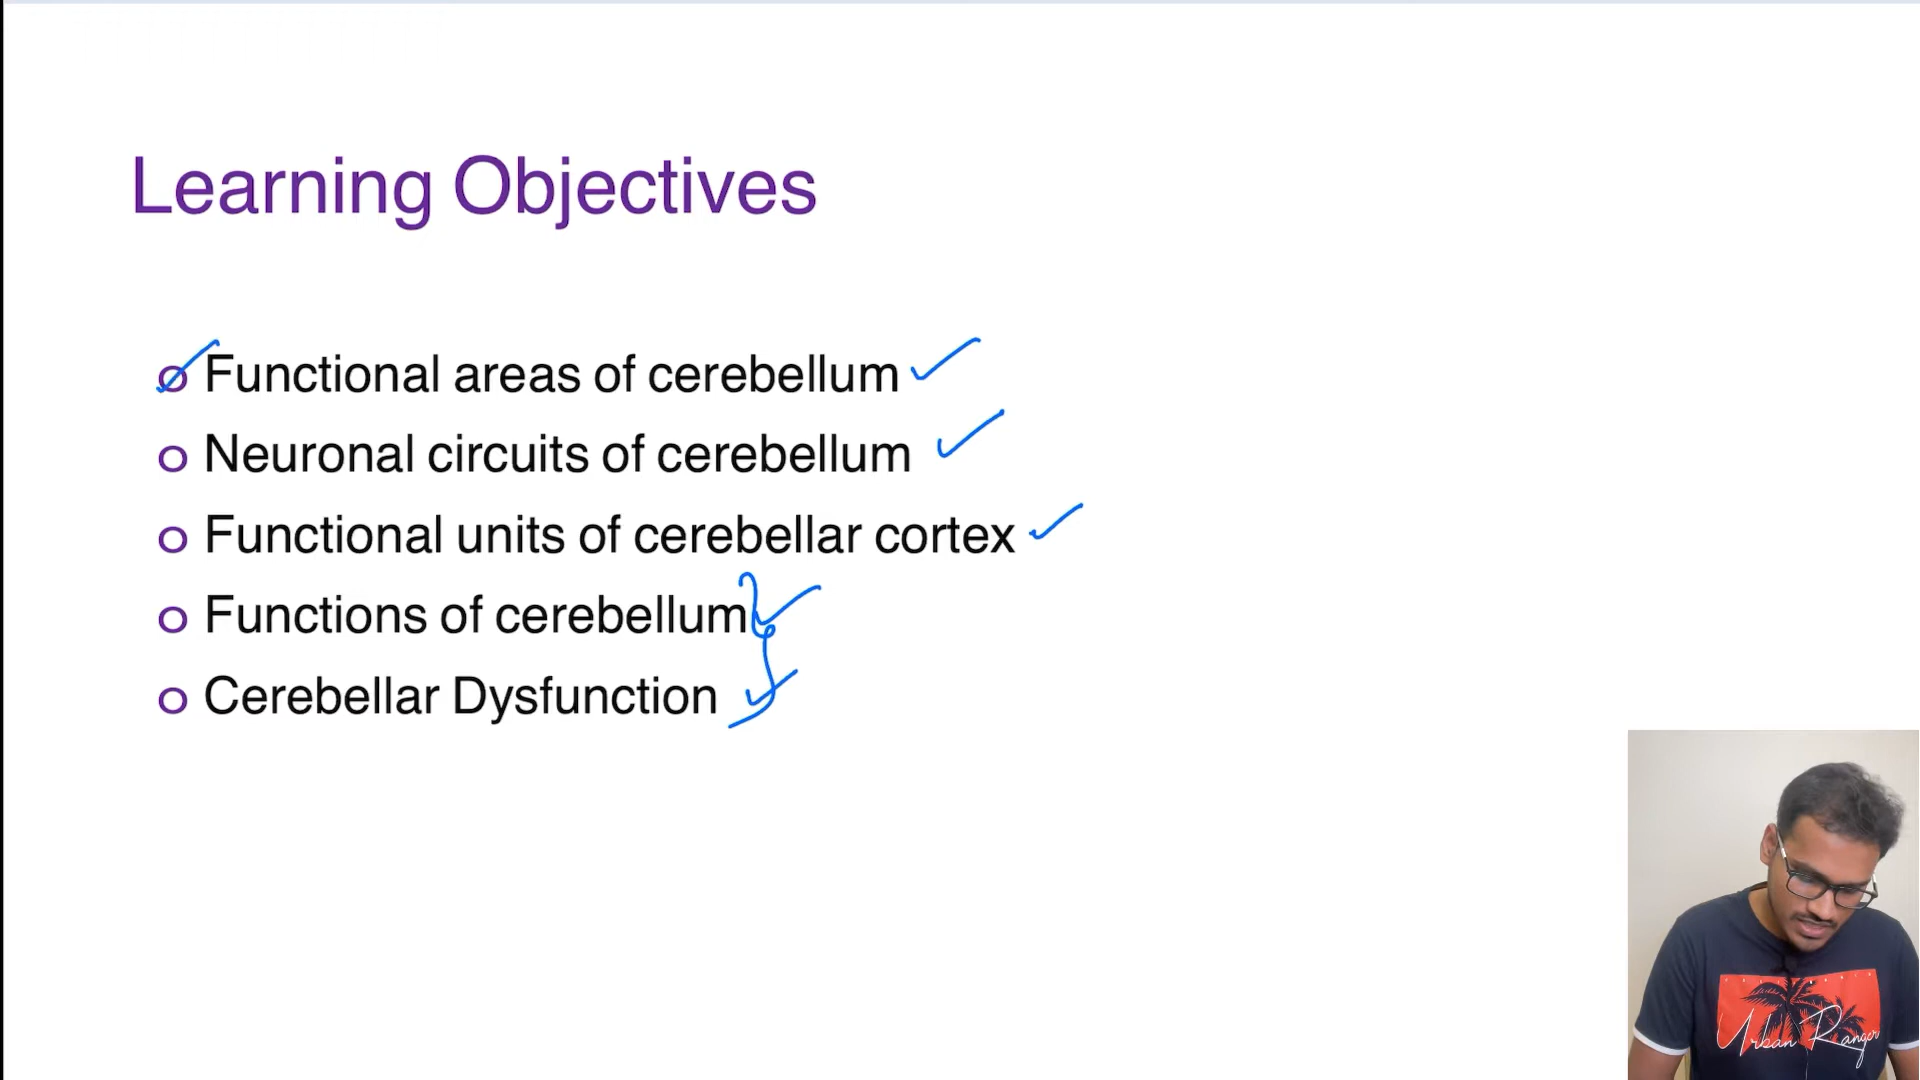 Learning Objectives
Functional areas of cerebellum
Neuronal circuits of cerebellum
Functional units of cerebellar cortex
Functions of cerebellum
Cerebellar Dysfunction
Urban Ranger